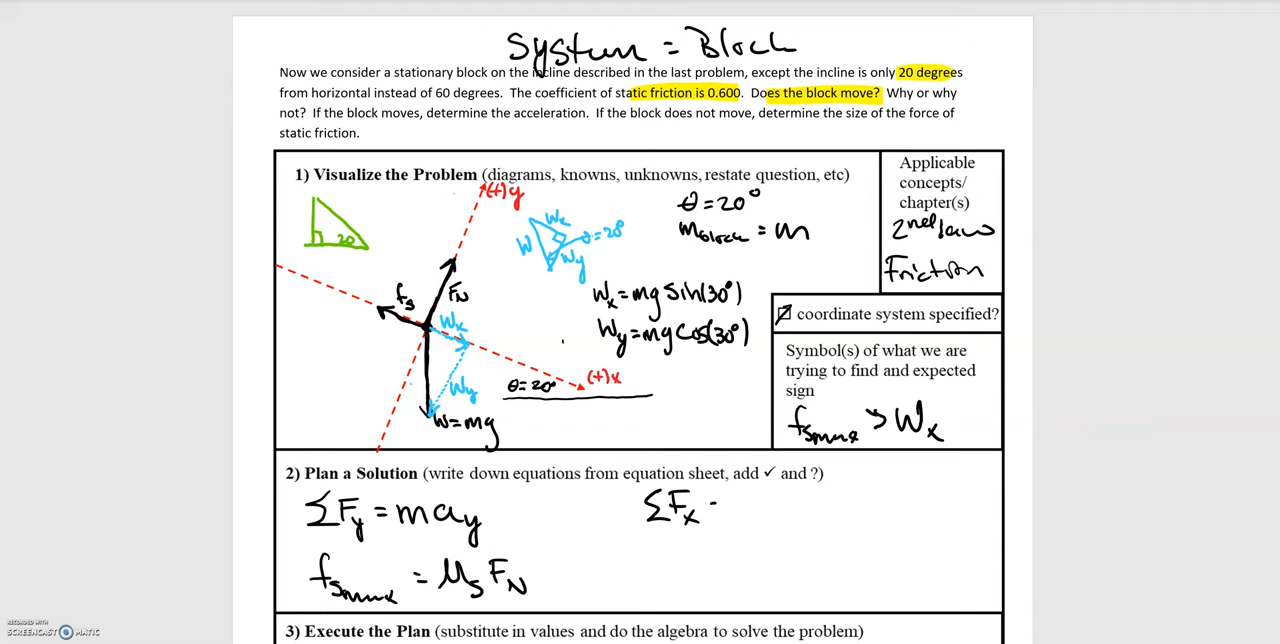 System = Block
Now we consider a stationary block on the incline described in the last problem, except the incline is only 20 degrees
from horizontal instead of 60 degrees. The coefficient of static friction is 0.600. Does the block move? Why or why
not? If the block moves, determine the acceleration. If the block does not move, determine the size of the force of
static friction.
1) Visualize the Problem (diagrams, knowns, unknowns, restate question, etc)
Applicable
concepts/
chapter(s)
2nd law
Friction
(+)y
20
Wx
W
θ=20°
Wy
θ=20°
mblock = m
fs
FN
Wx
Wx=mg Sin(30°)
Wy=mg Cos(30°)
coordinate system specified?
Symbol(s) of what we are
trying to find and expected
sign
fsmax > Wx
Wy
θ=20°
(+)x
W=mg
2) Plan a Solution (write down equations from equation sheet, add ✓ and ?)
ΣFy = may
ΣFx -
fsmax = μs FN
3) Execute the Plan (substitute in values and do the algebra to solve the problem)
RECORDED WITH
SCREENCAST MATIC